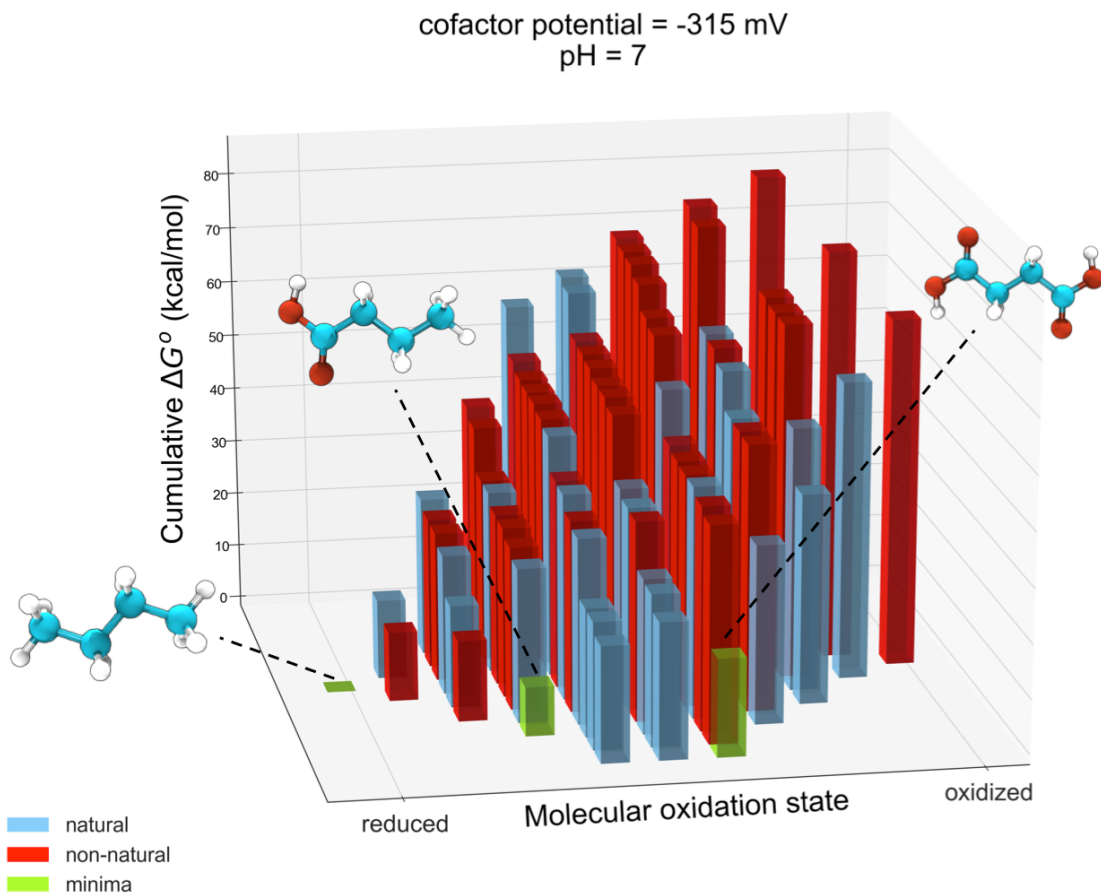 cofactor potential = -315 mV
pH = 7
80
70
60
50
40
30
20
10
0
Cumulative ΔG° (kcal/mol)
reduced
Molecular oxidation state
oxidized
natural
non-natural
minima